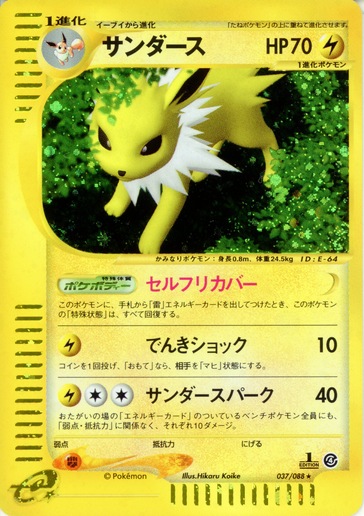 1進化
イーブイから進化
「たねポケモン」の上に重ねて進化させます。
サンダース HP70
1進化ポケモン
かみなりポケモン：身長0.8m、体重24.5kg ID：E-64
特殊体質
ポケボディー セルフリカバー
このポケモンに、手札から「雷」エネルギーカードを出してつけたとき、このポケモン
の「特殊状態」は、すべて回復する。
でんきショック 10
コインを1回投げ、「おもて」なら、相手を「マヒ」状態にする。
サンダースパーク 40
おたがいの場の「エネルギーカード」のついているベンチポケモン全員にも、
「弱点・抵抗力」に関係なく、それぞれ10ダメージ。
弱点 抵抗力 にげる
1
EDITION
©Pokémon Illus.Hikaru Koike 037/088★